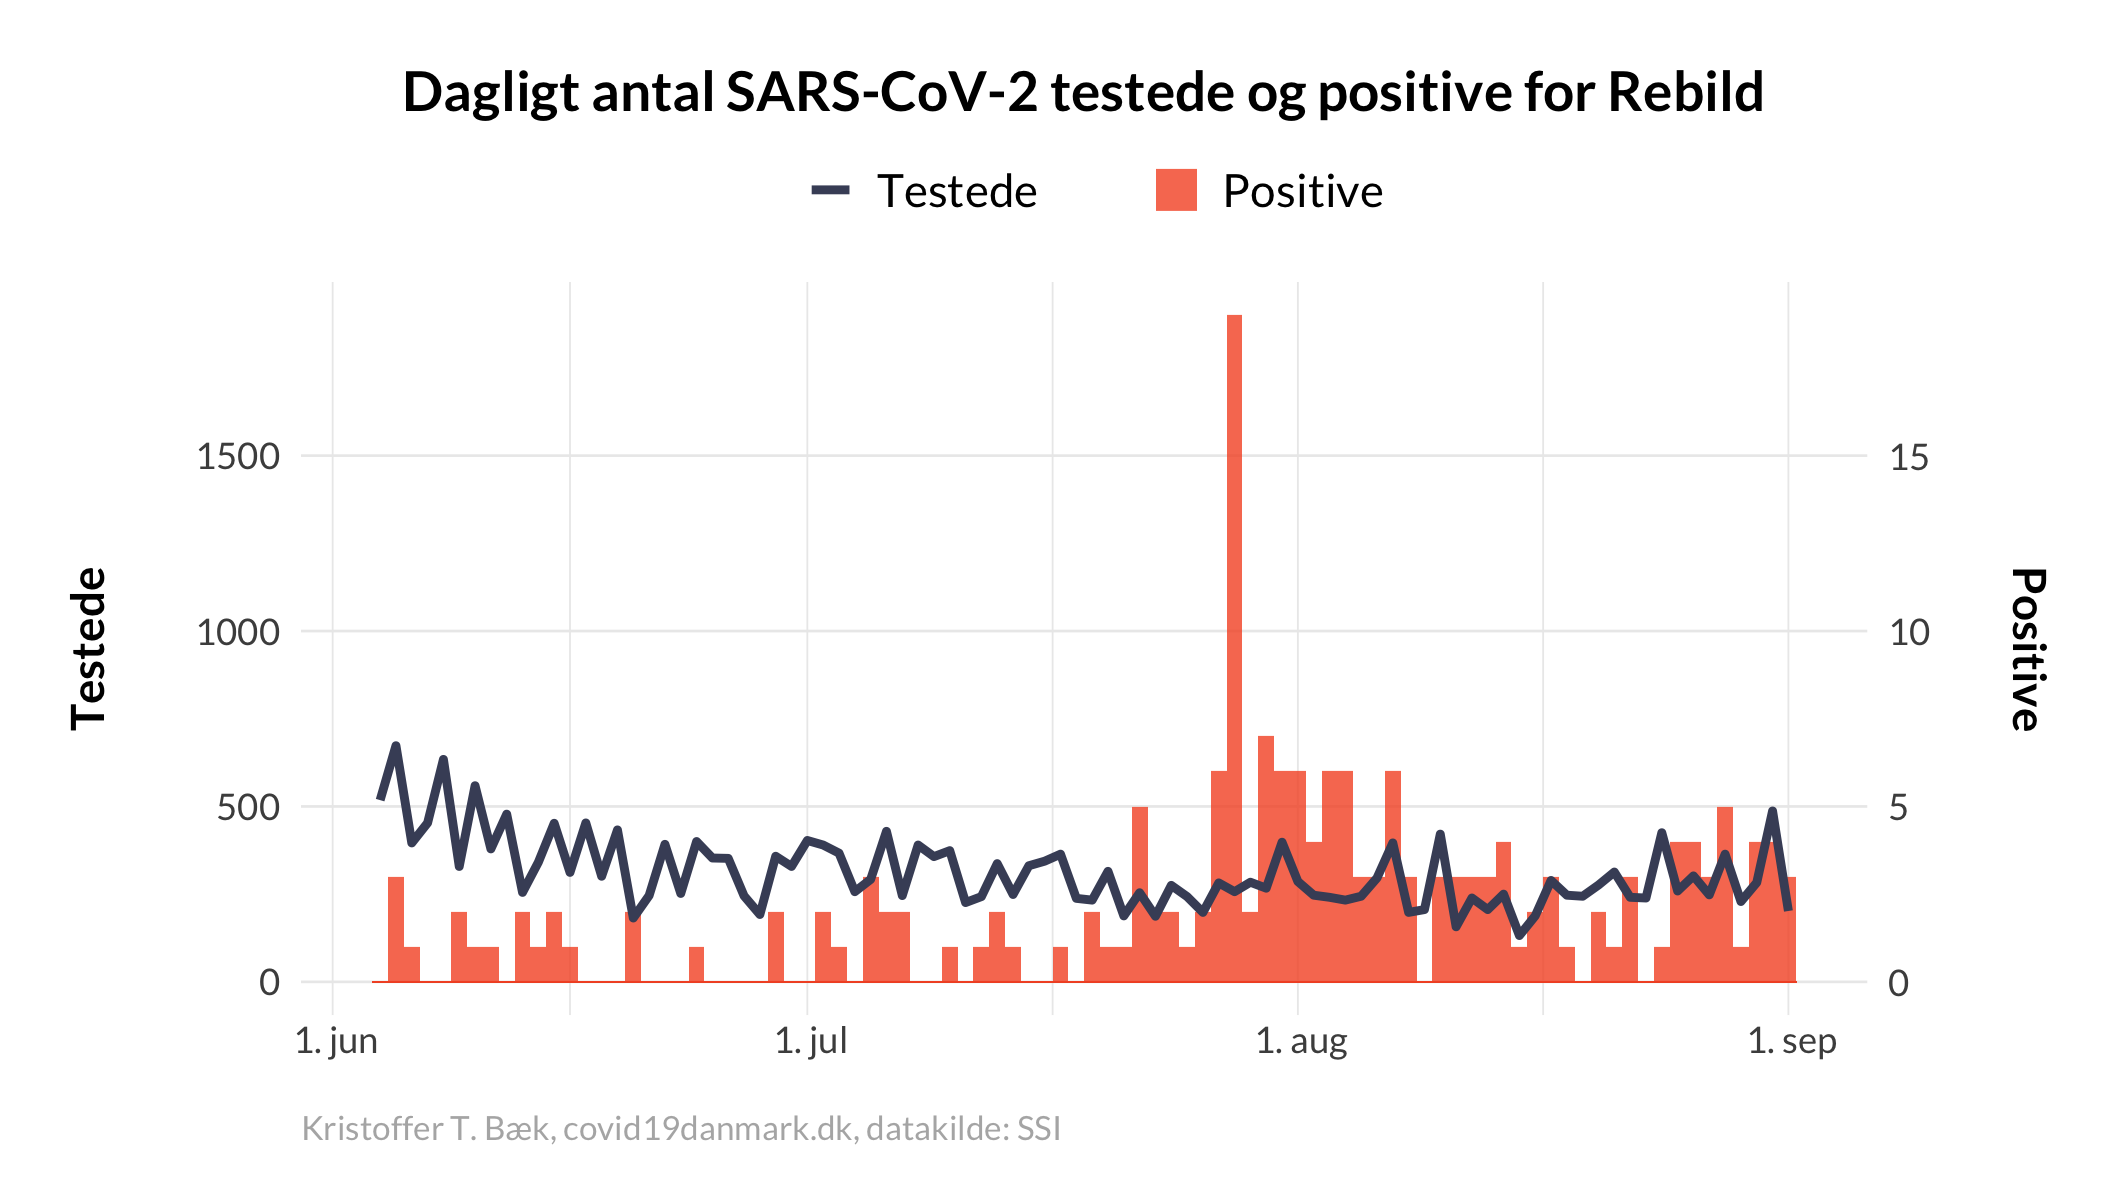 Dagligt antal SARS-CoV-2 testede og positive for Rebild
Testede
Positive
Testede
1500
1000
500
0
15
10
5
0
Positive
1. jun
1. jul
1. aug
1. sep
Kristoffer T. Bæk, covid19danmark.dk, datakilde: SSI